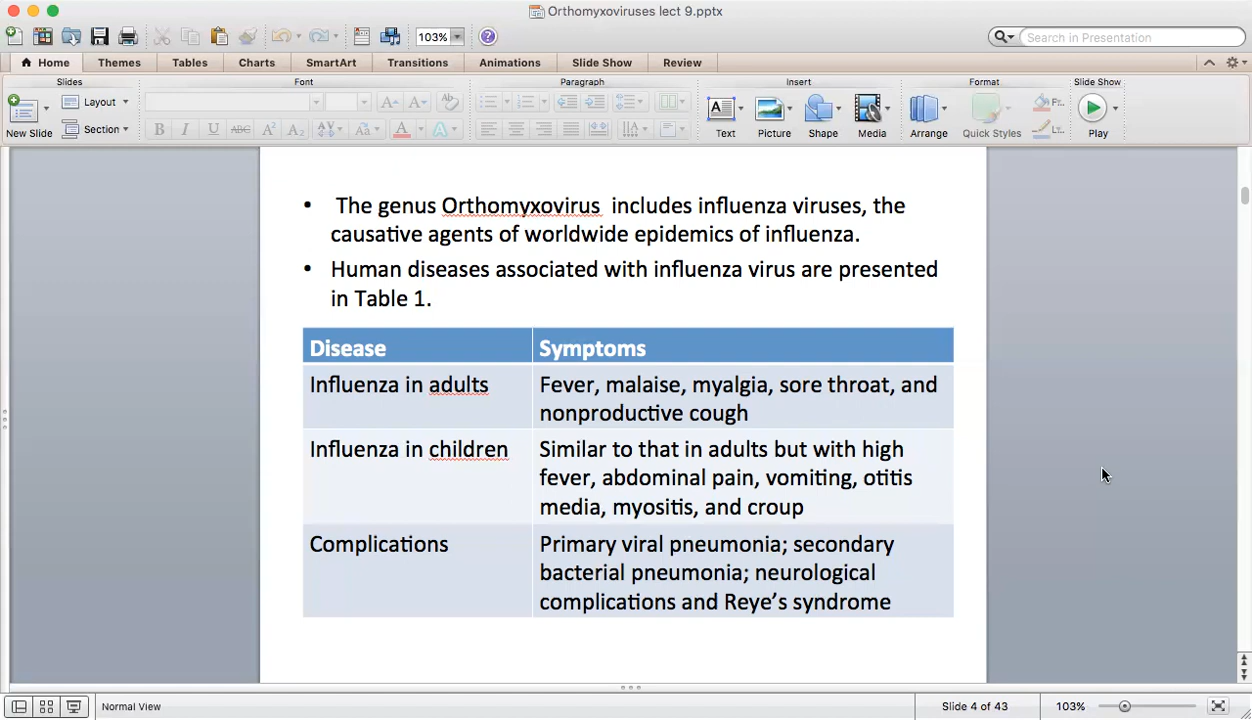 Orthomyxoviruses lect 9.pptx
103%
Search in Presentation
Home Themes Tables Charts SmartArt Transitions Animations Slide Show Review
Slides Font Paragraph Insert Format Slide Show
New Slide Layout Section
B I U ABC A² A₂ AV Aa A A
Text Picture Shape Media Arrange Quick Styles Play
• The genus Orthomyxovirus includes influenza viruses, the
causative agents of worldwide epidemics of influenza.
• Human diseases associated with influenza virus are presented
in Table 1.
Disease Symptoms
Influenza in adults Fever, malaise, myalgia, sore throat, and
nonproductive cough
Influenza in children Similar to that in adults but with high
fever, abdominal pain, vomiting, otitis
media, myositis, and croup
Complications Primary viral pneumonia; secondary
bacterial pneumonia; neurological
complications and Reye’s syndrome
Normal View Slide 4 of 43 103%